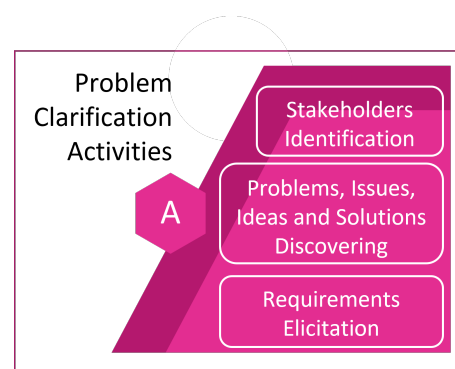 Problem
Clarification
Activities
Stakeholders
Identification
A
Problems, Issues,
Ideas and Solutions
Discovering
Requirements
Elicitation